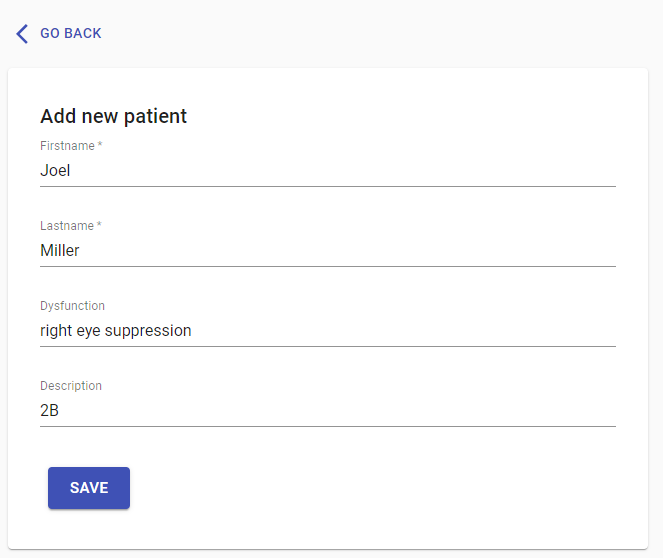 GO BACK
Add new patient
Firstname *
Joel
Lastname *
Miller
Dysfunction
right eye suppression
Description
2B
SAVE